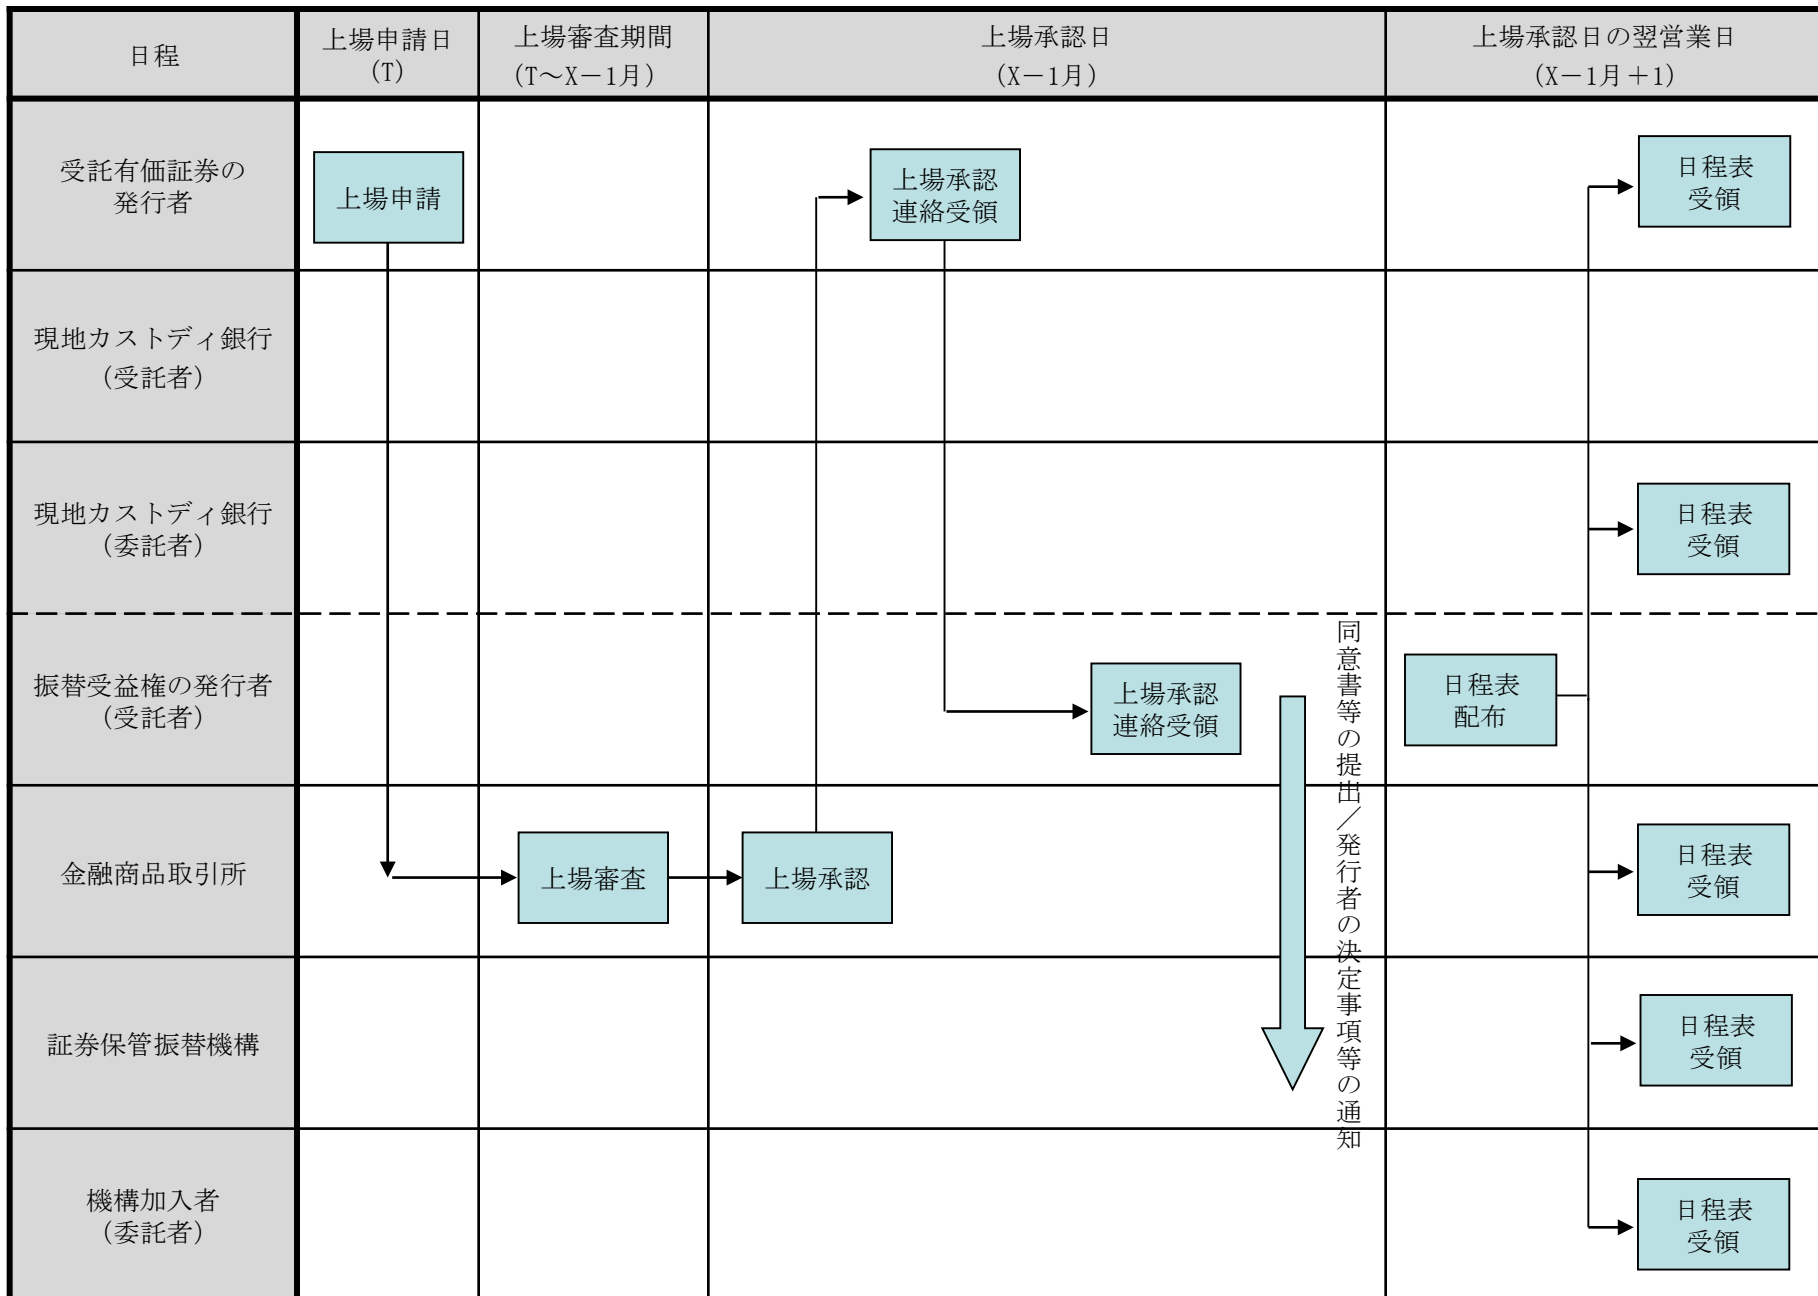 日程
上場申請日
(T)
上場審査期間
(T～X－1月)
上場承認日
(X－1月)
上場承認日の翌営業日
(X－1月＋1)
受託有価証券の
発行者
上場申請
上場承認
連絡受領
日程表
受領
現地カストディ銀行
（受託者）
現地カストディ銀行
（委託者）
日程表
受領
振替受益権の発行者
（受託者）
上場承認
連絡受領
同意書等の提出／発行者の決定事項等の通知
日程表
配布
金融商品取引所
上場審査
上場承認
日程表
受領
証券保管振替機構
日程表
受領
機構加入者
（委託者）
日程表
受領